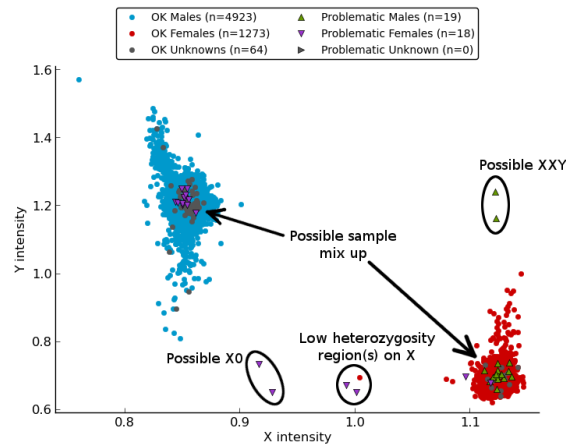 OK Males (n=4923)
OK Females (n=1273)
OK Unknowns (n=64)
Problematic Males (n=19)
Problematic Females (n=18)
Problematic Unknown (n=0)
1.6
1.4
1.2
1.0
0.8
0.6
Y intensity
Possible XXY
Possible sample
mix up
Possible X0
Low heterozygosity
region(s) on X
0.8
0.9
1.0
1.1
X intensity